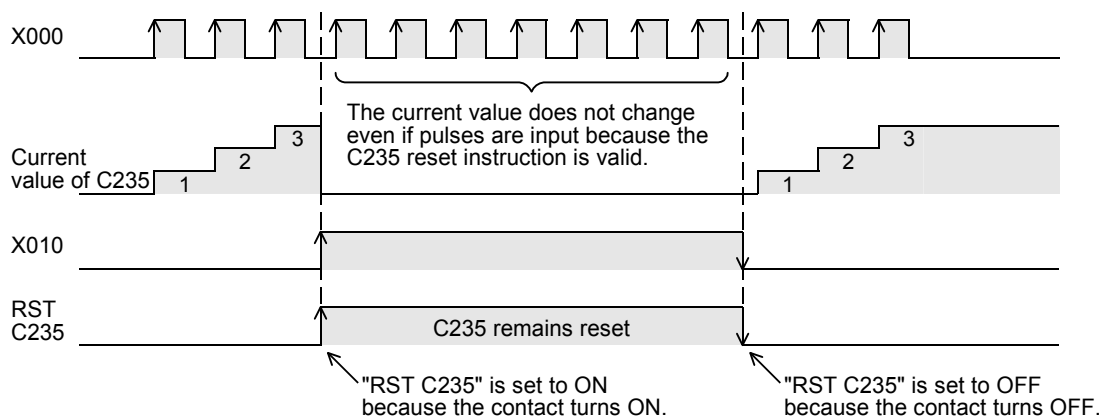 X000
The current value does not change
even if pulses are input because the
C235 reset instruction is valid.
Current
value of C235
1
2
3
1
2
3
X010
RST
C235
C235 remains reset
"RST C235" is set to ON
because the contact turns ON.
"RST C235" is set to OFF
because the contact turns OFF.